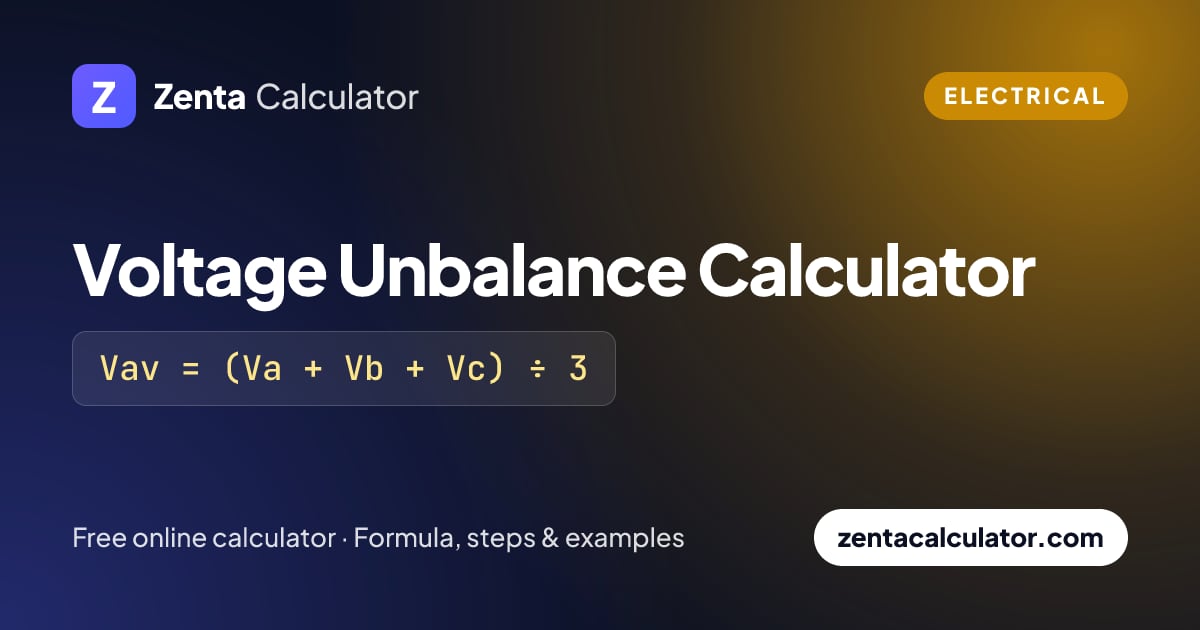 Z
Zenta Calculator
ELECTRICAL
Voltage Unbalance Calculator
Vav = (Va + Vb + Vc) ÷ 3
Free online calculator · Formula, steps & examples
zentacalculator.com